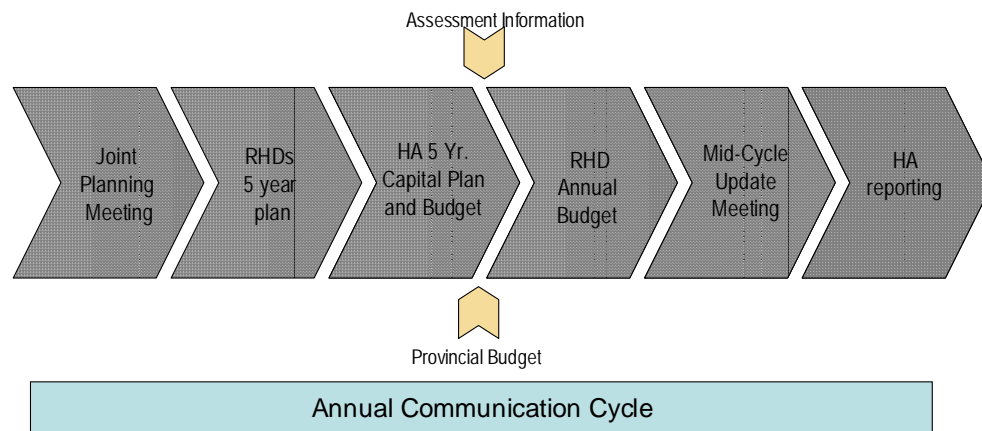 Assessment Information
Joint
Planning
Meeting
RHDs
5 year
plan
HA 5 Yr.
Capital Plan
and Budget
RHD
Annual
Budget
Mid-Cycle
Update
Meeting
HA
reporting
Provincial Budget
Annual Communication Cycle